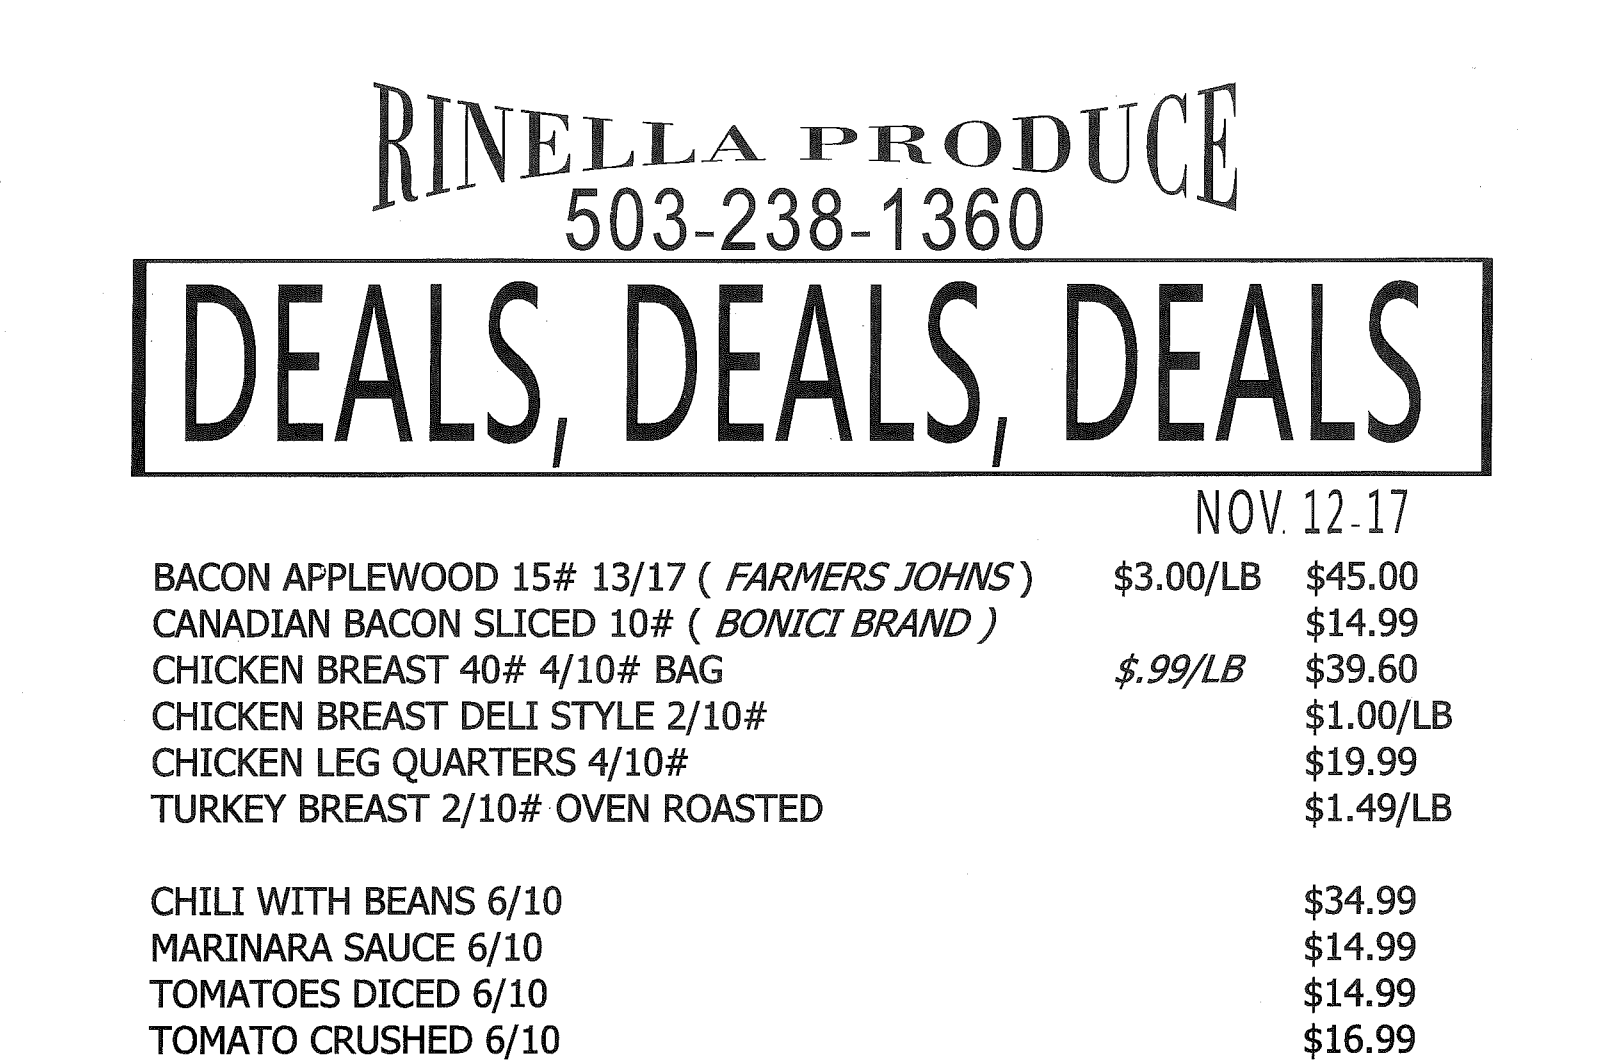 RINELLA PRODUCE
503-238-1360
DEALS, DEALS, DEALS
NOV. 12-17
BACON APPLEWOOD 15# 13/17 ( FARMERS JOHNS ) $3.00/LB $45.00
CANADIAN BACON SLICED 10# ( BONICI BRAND ) $14.99
CHICKEN BREAST 40# 4/10# BAG $.99/LB $39.60
CHICKEN BREAST DELI STYLE 2/10# $1.00/LB
CHICKEN LEG QUARTERS 4/10# $19.99
TURKEY BREAST 2/10# OVEN ROASTED $1.49/LB
CHILI WITH BEANS 6/10 $34.99
MARINARA SAUCE 6/10 $14.99
TOMATOES DICED 6/10 $14.99
TOMATO CRUSHED 6/10 $16.99